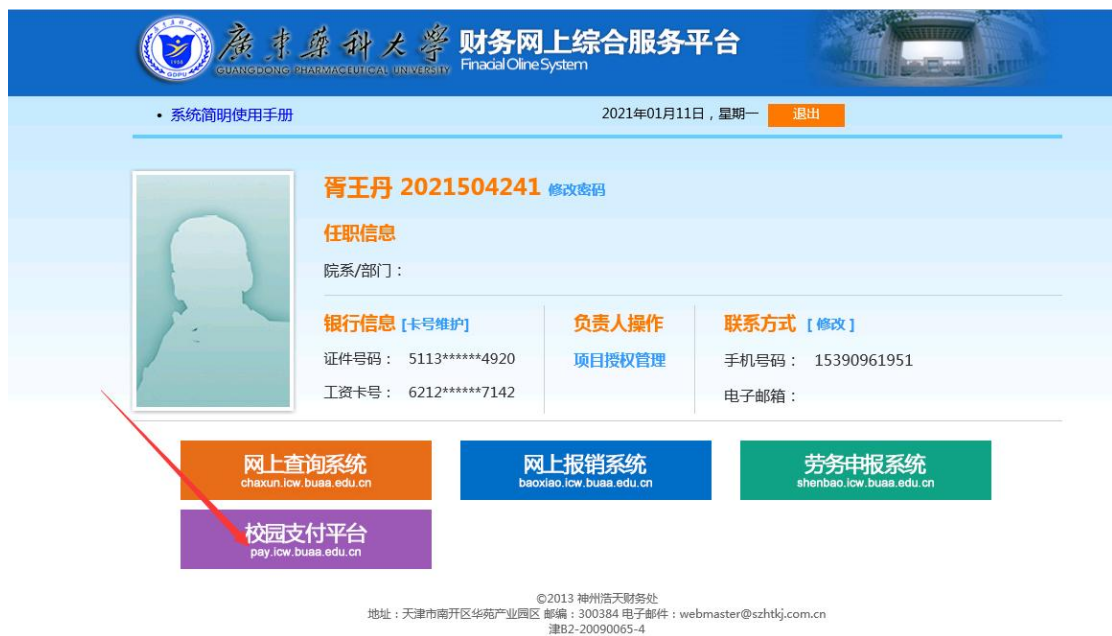 廣東藥科大學
GUANGDONG PHARMACEUTICAL UNIVERSITY
1958
GDPU
财务网上综合服务平台
Finacial Oline System
• 系统简明使用手册
2021年01月11日，星期一 退出
胥王丹 2021504241 修改密码
任职信息
院系/部门：
银行信息 [卡号维护] 负责人操作 联系方式 [ 修改 ]
证件号码： 5113******4920 项目授权管理 手机号码： 15390961951
工资卡号： 6212******7142 电子邮箱：
网上查询系统 网上报销系统 劳务申报系统
chaxun.icw.buaa.edu.cn baoxiao.icw.buaa.edu.cn shenbao.icw.buaa.edu.cn
校园支付平台
pay.icw.buaa.edu.cn
©2013 神州浩天财务处
地址：天津市南开区华苑产业园区 邮编：300384 电子邮件：webmaster@szhtkj.com.cn
津B2-20090065-4